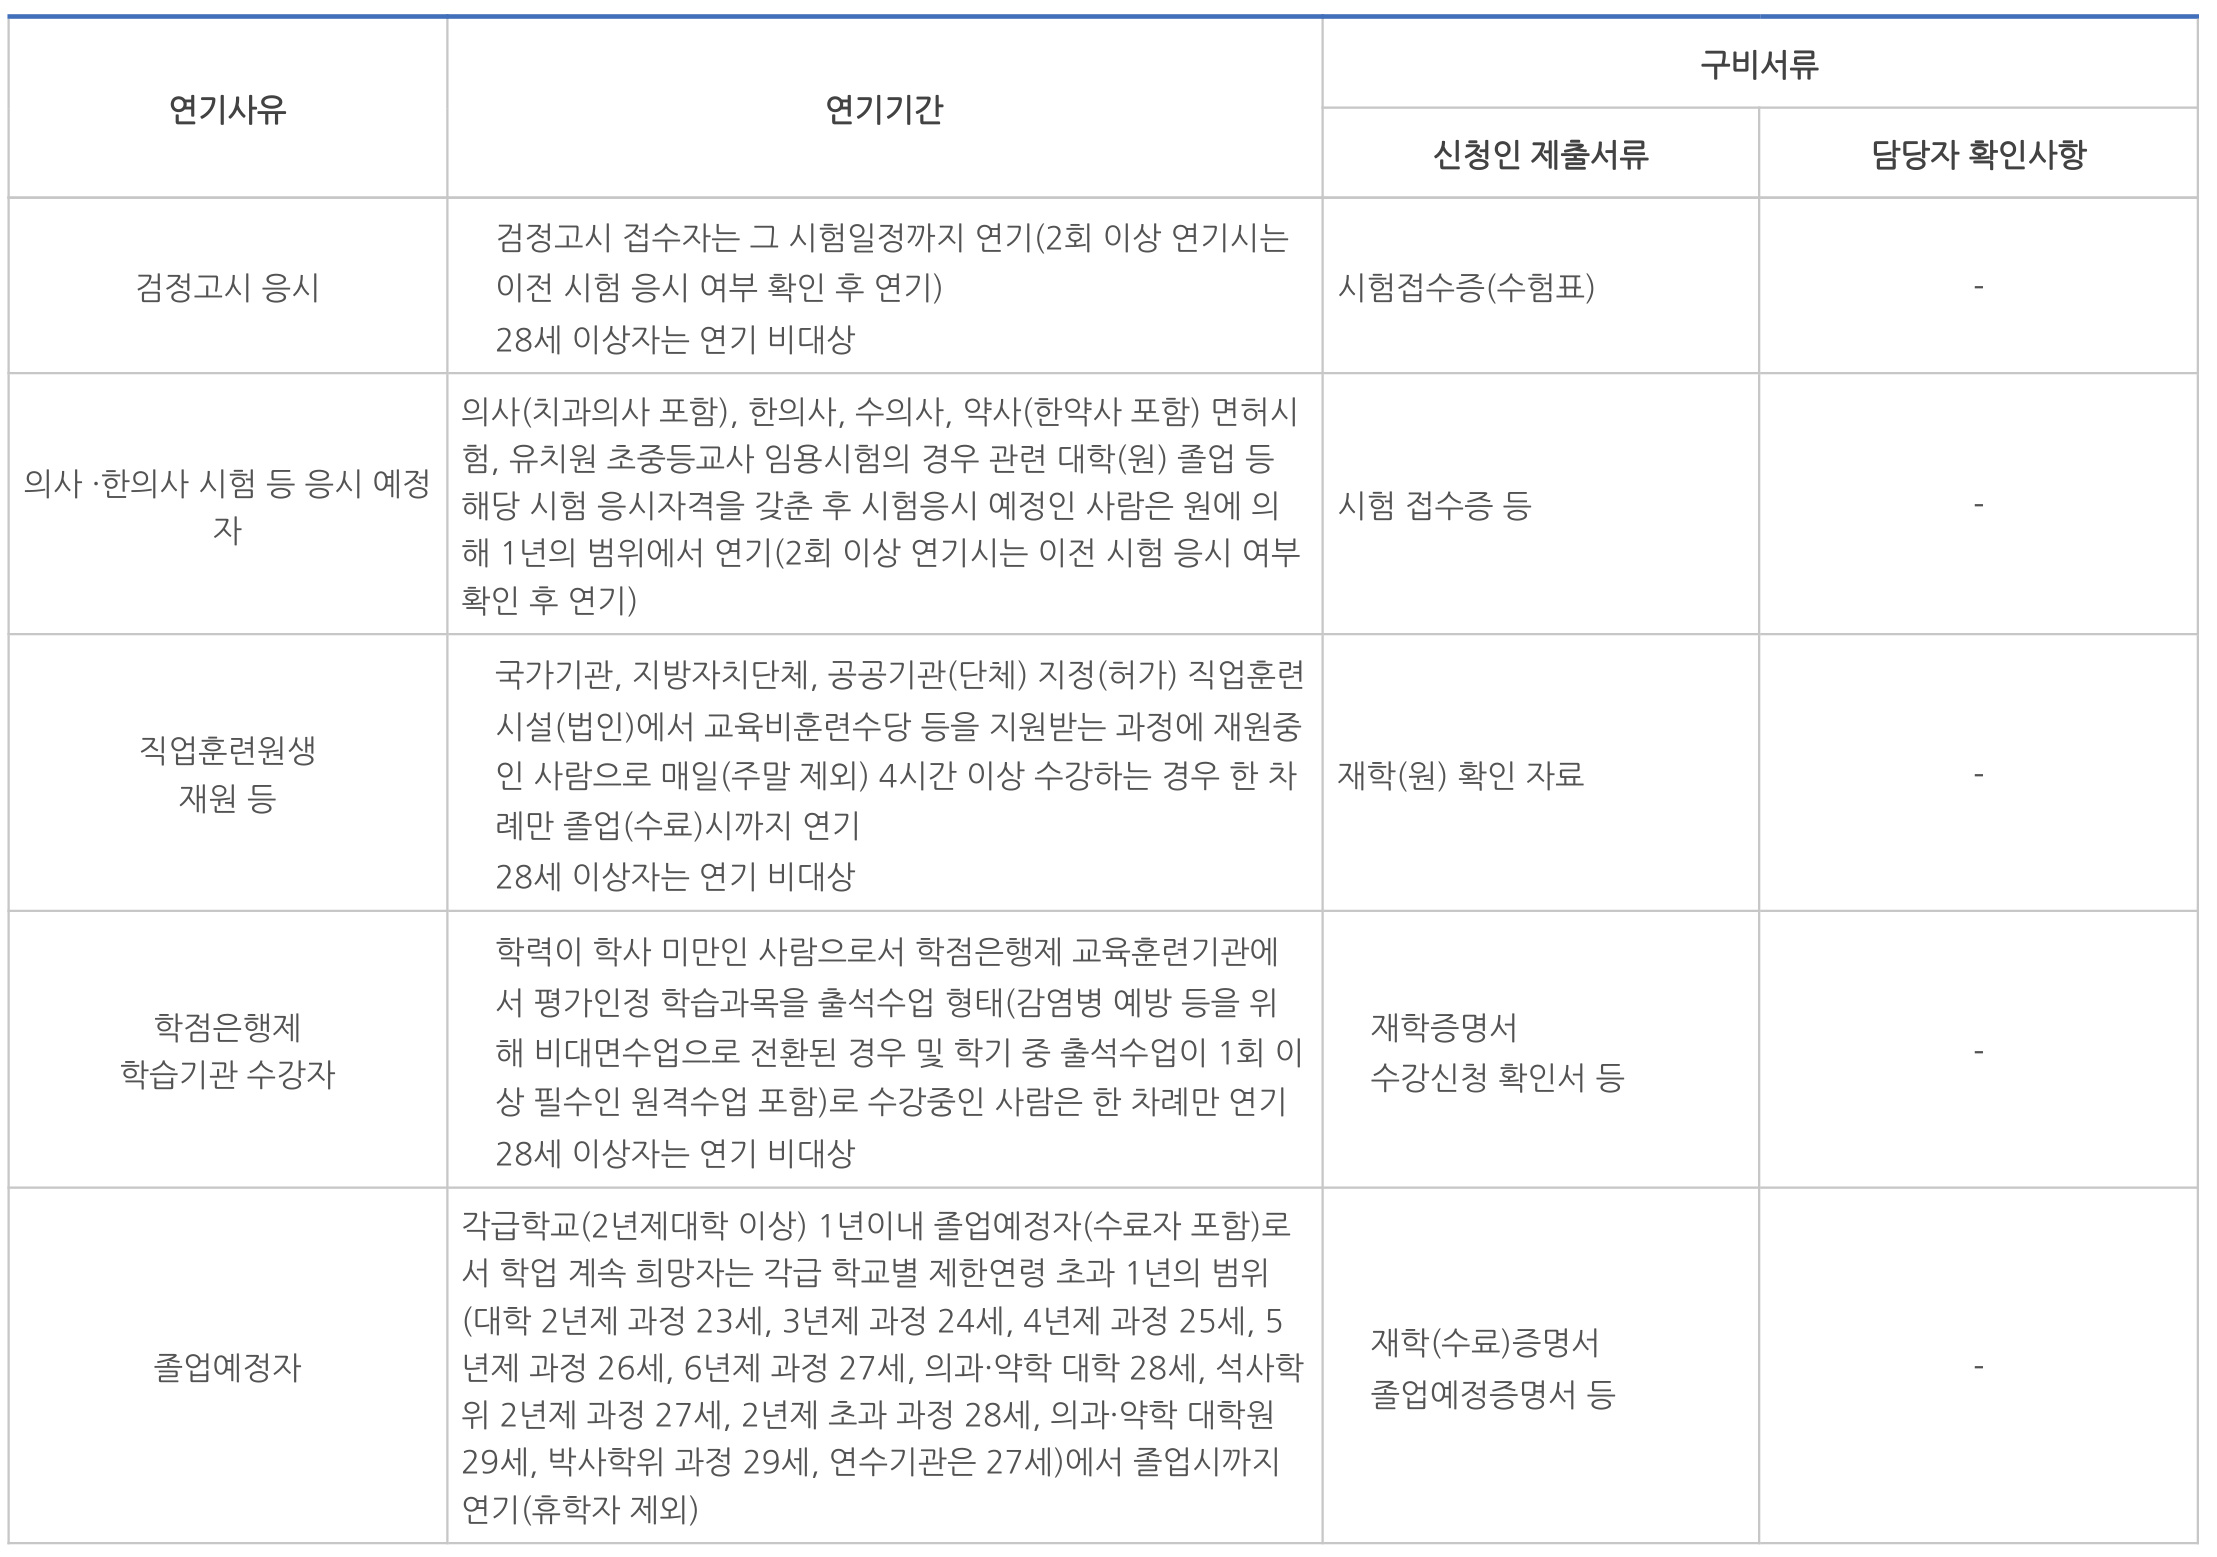 연기사유
연기기간
구비서류
신청인 제출서류
담당자 확인사항
검정고시 응시
검정고시 접수자는 그 시험일정까지 연기(2회 이상 연기시는
이전 시험 응시 여부 확인 후 연기)
28세 이상자는 연기 비대상
시험접수증(수험표)
-
의사 ·한의사 시험 등 응시 예정
자
의사(치과의사 포함), 한의사, 수의사, 약사(한약사 포함) 면허시
험, 유치원 초중등교사 임용시험의 경우 관련 대학(원) 졸업 등
해당 시험 응시자격을 갖춘 후 시험응시 예정인 사람은 원에 의
해 1년의 범위에서 연기(2회 이상 연기시는 이전 시험 응시 여부
확인 후 연기)
시험 접수증 등
-
직업훈련원생
재원 등
국가기관, 지방자치단체, 공공기관(단체) 지정(허가) 직업훈련
시설(법인)에서 교육비훈련수당 등을 지원받는 과정에 재원중
인 사람으로 매일(주말 제외) 4시간 이상 수강하는 경우 한 차
례만 졸업(수료)시까지 연기
28세 이상자는 연기 비대상
재학(원) 확인 자료
-
학점은행제
학습기관 수강자
학력이 학사 미만인 사람으로서 학점은행제 교육훈련기관에
서 평가인정 학습과목을 출석수업 형태(감염병 예방 등을 위
해 비대면수업으로 전환된 경우 및 학기 중 출석수업이 1회 이
상 필수인 원격수업 포함)로 수강중인 사람은 한 차례만 연기
28세 이상자는 연기 비대상
재학증명서
수강신청 확인서 등
-
졸업예정자
각급학교(2년제대학 이상) 1년이내 졸업예정자(수료자 포함)로
서 학업 계속 희망자는 각급 학교별 제한연령 초과 1년의 범위
(대학 2년제 과정 23세, 3년제 과정 24세, 4년제 과정 25세, 5
년제 과정 26세, 6년제 과정 27세, 의과·약학 대학 28세, 석사학
위 2년제 과정 27세, 2년제 초과 과정 28세, 의과·약학 대학원
29세, 박사학위 과정 29세, 연수기관은 27세)에서 졸업시까지
연기(휴학자 제외)
재학(수료)증명서
졸업예정증명서 등
-